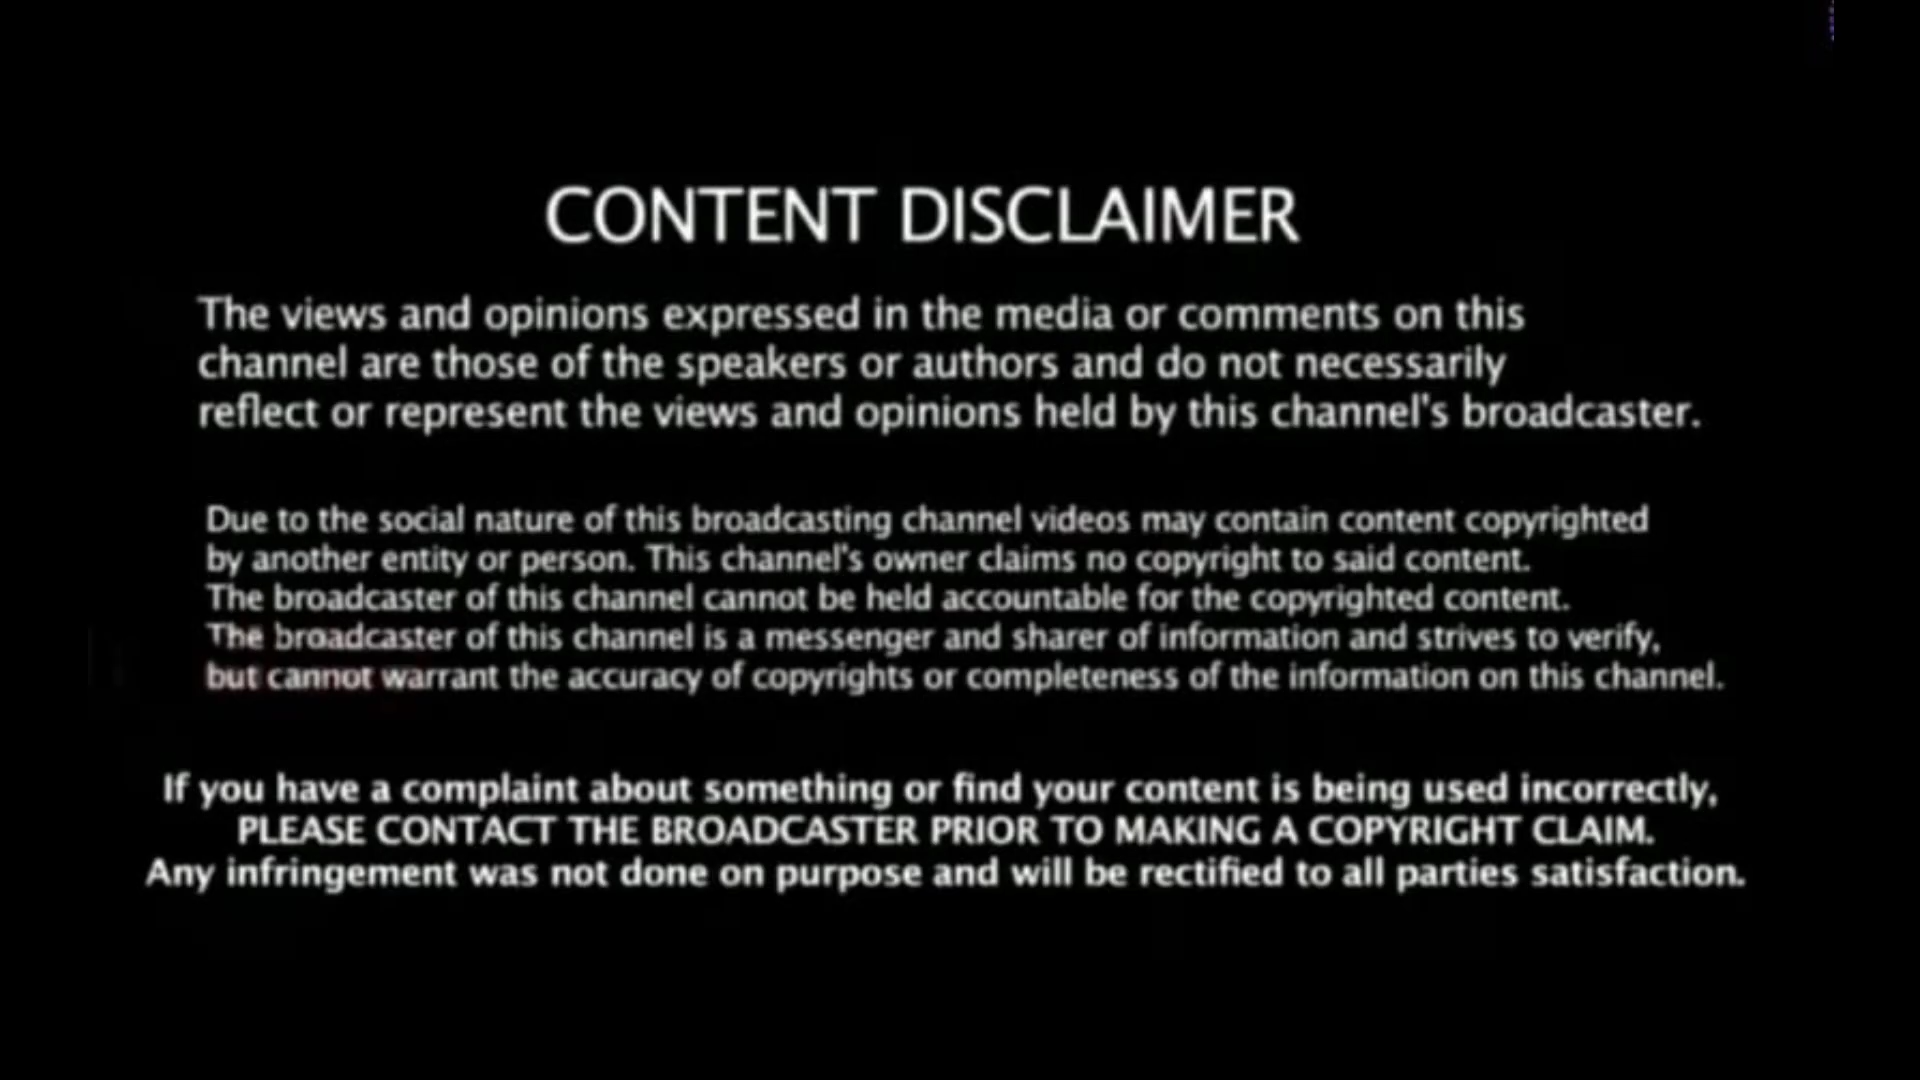 CONTENT DISCLAIMER
The views and opinions expressed in the media or comments on this
channel are those of the speakers or authors and do not necessarily
reflect or represent the views and opinions held by this channel's broadcaster.
Due to the social nature of this broadcasting channel videos may contain content copyrighted
by another entity or person. This channel's owner claims no copyright to said content.
The broadcaster of this channel cannot be held accountable for the copyrighted content.
The broadcaster of this channel is a messenger and sharer of information and strives to verify,
but cannot warrant the accuracy of copyrights or completeness of the information on this channel.
If you have a complaint about something or find your content is being used incorrectly,
PLEASE CONTACT THE BROADCASTER PRIOR TO MAKING A COPYRIGHT CLAIM.
Any infringement was not done on purpose and will be rectified to all parties satisfaction.